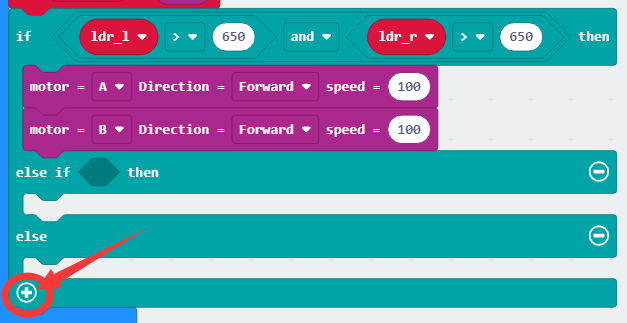 if ldr_l > 650 and ldr_r > 650 then
motor = A Direction = Forward speed = 100
motor = B Direction = Forward speed = 100
else if then
else